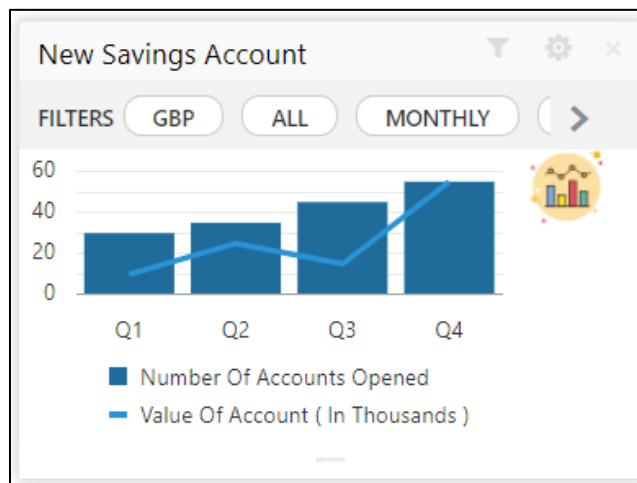 New Savings Account
FILTERS GBP ALL MONTHLY
60
40
20
0
Q1 Q2 Q3 Q4
Number Of Accounts Opened
Value Of Account ( In Thousands )